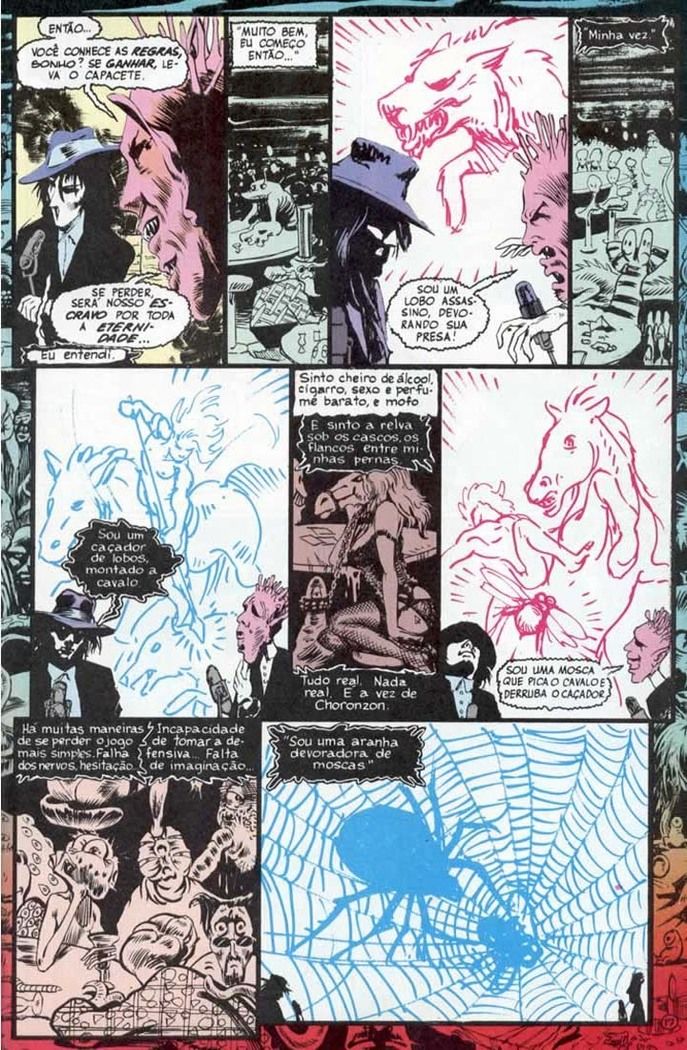 ENTÃO...
VOCÊ CONHECE AS REGRAS,
SONHO? SE GANHAR, LE-
VA O CAPACETE.
SE PERDER,
SERÁ NOSSO ES-
CRAVO POR TODA
A ETERNI-
DADE...
Eu entendi.
"MUITO BEM,
EU COMEÇO
ENTÃO..."
SOU UM
LOBO ASSAS-
SINO, DEVO-
RANDO SUA
PRESA!
Minha vez."
Sou um
caçador
de lobos,
montado a
cavalo.
Sinto cheiro de álcool,
cigarro, sexo e perfu-
me barato, e mofo
E sinto a relva
sob os cascos, os
flancos entre mi-
nhas pernas.
Tudo real. Nada
real. E a vez de
Choronzon.
SOU UMA MOSCA
QUE PICA O CAVALO E
DERRUBA O CAÇADOR.
Há muitas maneiras
de se perder o jogo
mais simples. Falha
dos nervos, hesitação...
Incapacidade
de tomar a de-
fensiva... Falta
de imaginação...
"Sou uma aranha
devoradora de
moscas."